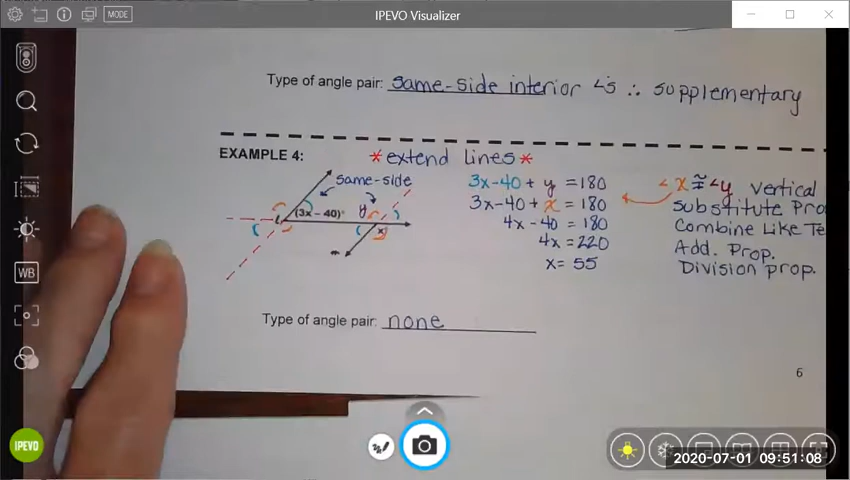 IPEVO Visualizer
MODE
Type of angle pair: same-side interior ∠'s ∴ supplementary
EXAMPLE 4: *extend lines*
same-side
(3x – 40)°
y
x
3x-40 + y = 180
3x-40 + x = 180
4x - 40 = 180
4x = 220
x = 55
∠x ≅ ∠y vertical
substitute Pro
Combine Like Te
Add. Prop.
Division prop.
Type of angle pair: none
6
WB
IPEVO
2020-07-01 09:51:08